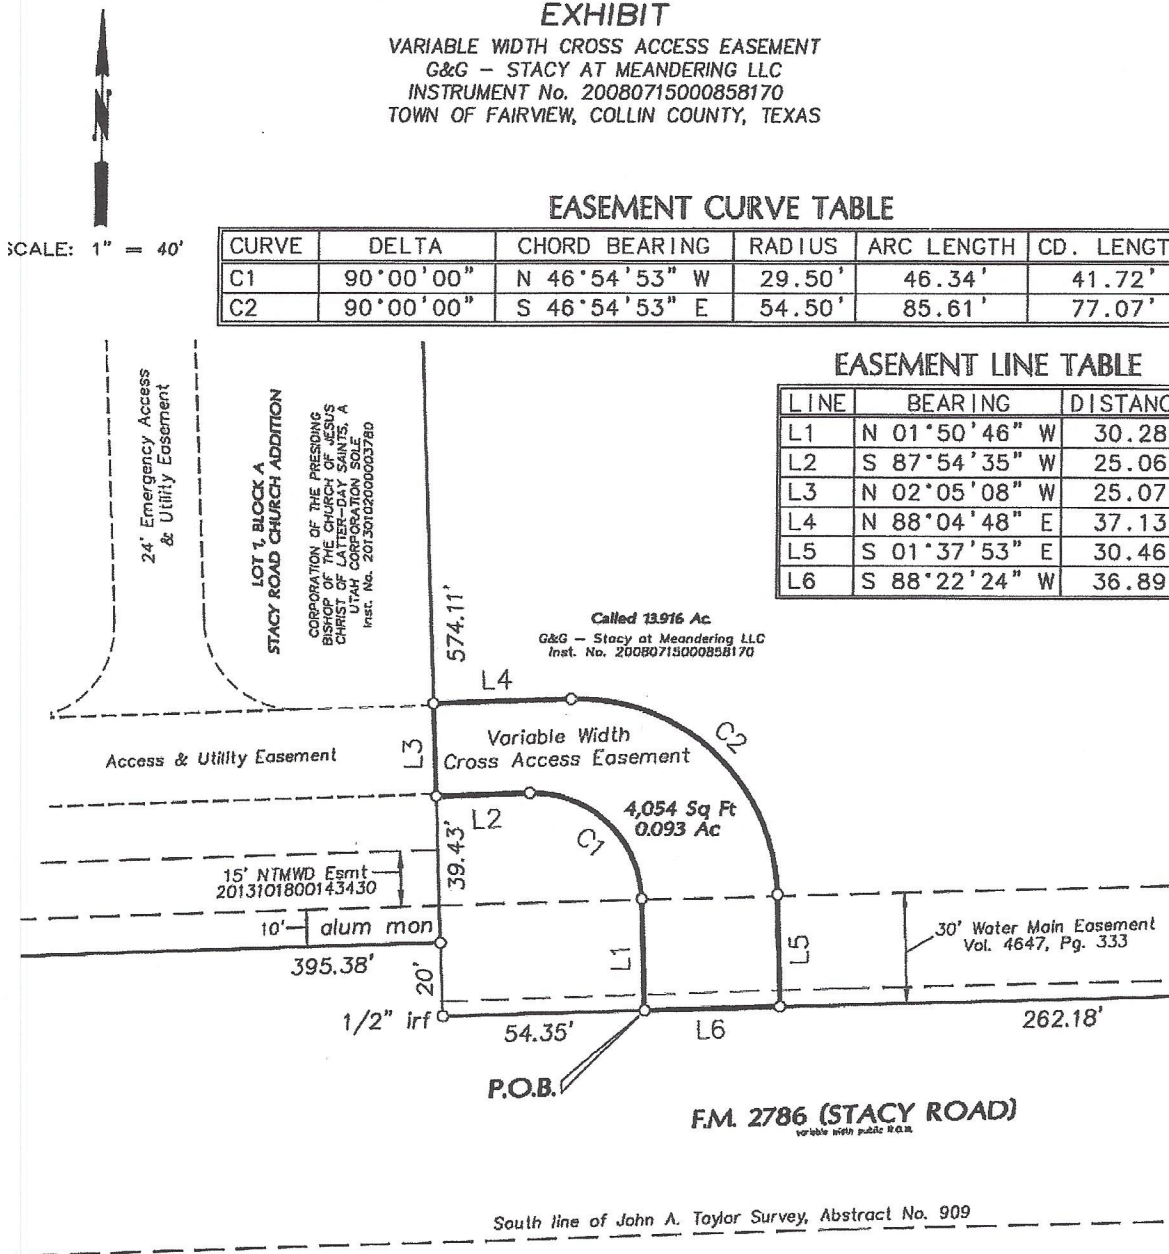 EXHIBIT
VARIABLE WIDTH CROSS ACCESS EASEMENT
G&G – STACY AT MEANDERING LLC
INSTRUMENT No. 20080715000858170
TOWN OF FAIRVIEW, COLLIN COUNTY, TEXAS
N
SCALE: 1" = 40'
EASEMENT CURVE TABLE
CURVE DELTA CHORD BEARING RADIUS ARC LENGTH CD. LENGT
C1 90°00'00" N 46°54'53" W 29.50' 46.34' 41.72'
C2 90°00'00" S 46°54'53" E 54.50' 85.61' 77.07'
EASEMENT LINE TABLE
LINE BEARING DISTANC
L1 N 01°50'46" W 30.28
L2 S 87°54'35" W 25.06
L3 N 02°05'08" W 25.07
L4 N 88°04'48" E 37.13
L5 S 01°37'53" E 30.46
L6 S 88°22'24" W 36.89
24' Emergency Access
& Utility Easement
LOT 1, BLOCK A
STACY ROAD CHURCH ADDITION
CORPORATION OF THE PRESIDING
BISHOP OF THE CHURCH OF JESUS
CHRIST OF LATTER–DAY SAINTS, A
UTAH CORPORATION SOLE
Inst. No. 20130102000003780
574.11'
Called 13.916 Ac.
G&G – Stacy at Meandering LLC
Inst. No. 20080715000858170
L4
C2
Variable Width
Cross Access Easement
L3
Access & Utility Easement
4,054 Sq Ft
0.093 Ac
L2
C1
39.43'
15' NTMWD Esmt
2013101800143430
10'
alum mon
395.38'
20'
L1
L5
30' Water Main Easement
Vol. 4647, Pg. 333
1/2" irf
54.35'
L6
262.18'
P.O.B.
F.M. 2786 (STACY ROAD)
variable width public R.O.W.
South line of John A. Taylor Survey, Abstract No. 909